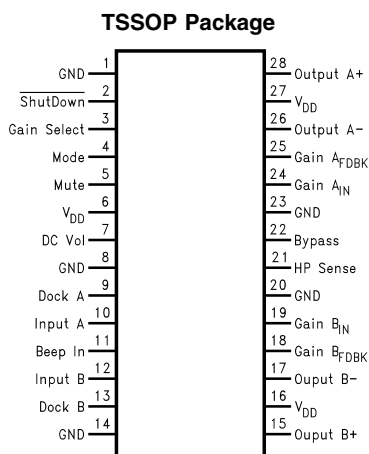 TSSOP Package
GND 1
ShutDown 2
Gain Select 3
Mode 4
Mute 5
VDD 6
DC Vol 7
GND 8
Dock A 9
Input A 10
Beep In 11
Input B 12
Dock B 13
GND 14
28 Output A+
27 VDD
26 Output A-
25 Gain AFDBK
24 Gain AIN
23 GND
22 Bypass
21 HP Sense
20 GND
19 Gain BIN
18 Gain BFDBK
17 Ouput B-
16 VDD
15 Ouput B+